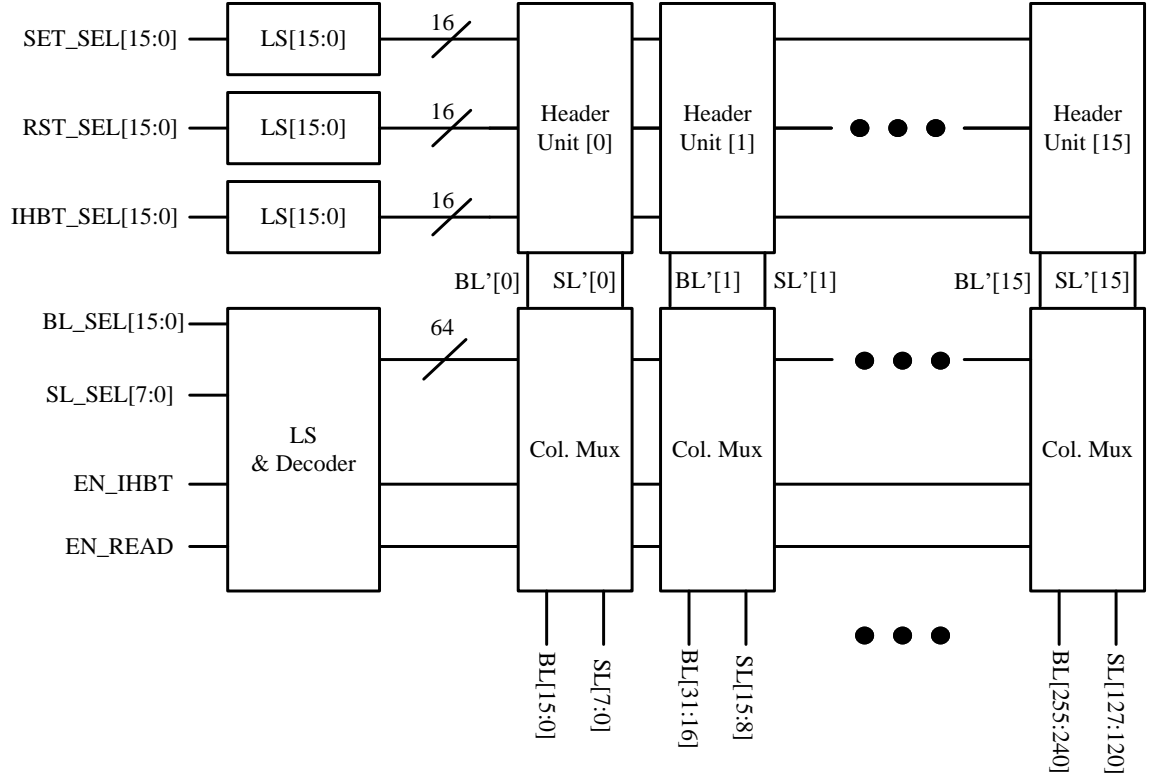 SET_SEL[15:0]
LS[15:0]
16
RST_SEL[15:0]
LS[15:0]
16
IHBT_SEL[15:0]
LS[15:0]
16
Header
Unit [0]
Header
Unit [1]
Header
Unit [15]
BL’[0]
SL’[0]
BL’[1]
SL’[1]
BL’[15]
SL’[15]
BL_SEL[15:0]
SL_SEL[7:0]
EN_IHBT
EN_READ
LS
& Decoder
64
Col. Mux
Col. Mux
Col. Mux
BL[15:0]
SL[7:0]
BL[31:16]
SL[15:8]
BL[255:240]
SL[127:120]